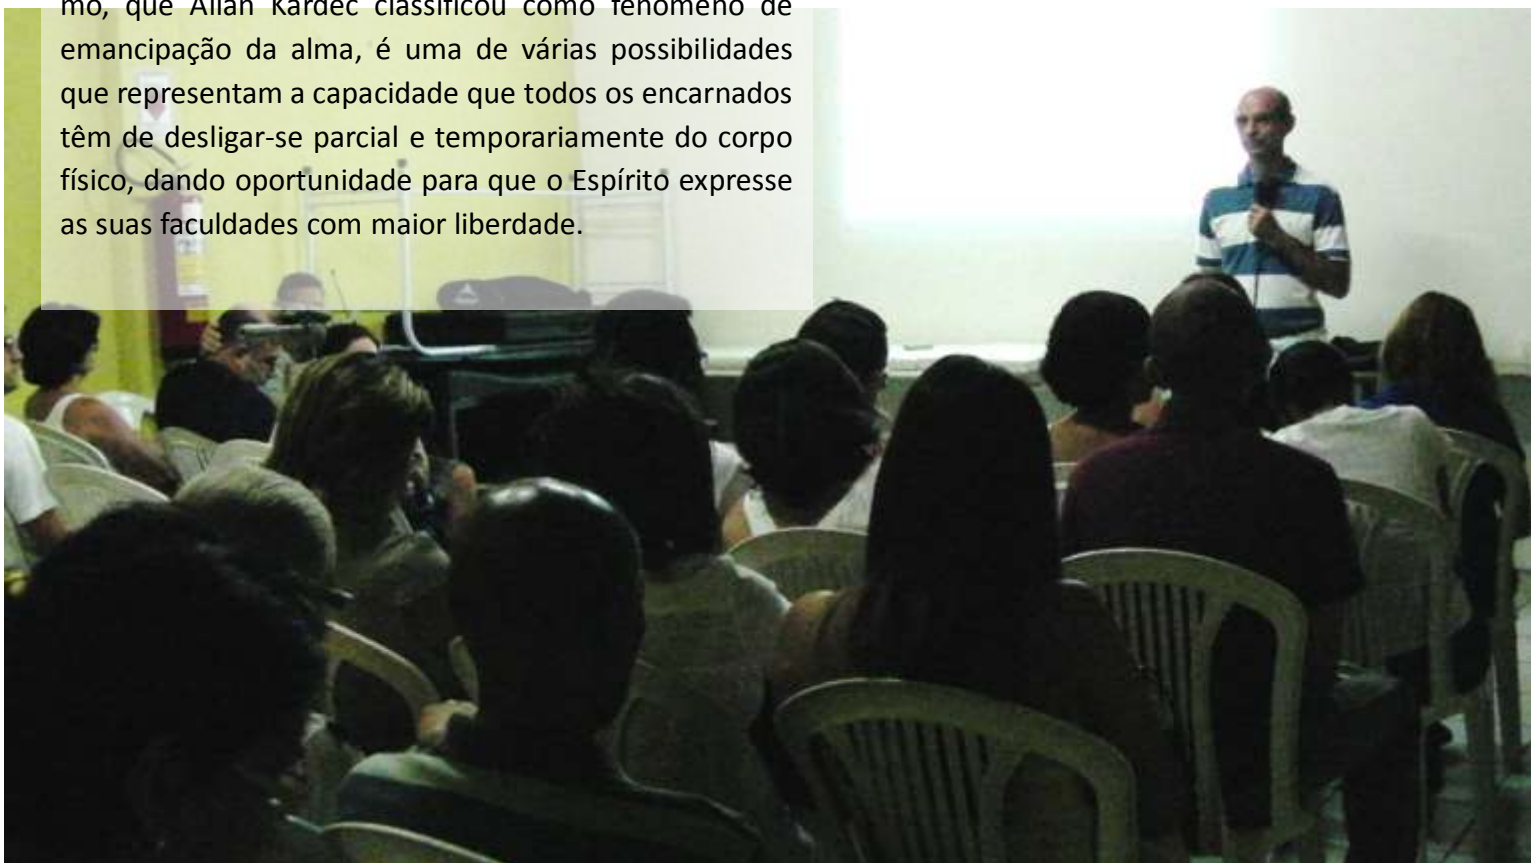 mo, que Allan Kardec classificou como fenômeno de
emancipação da alma, é uma de várias possibilidades
que representam a capacidade que todos os encarnados
têm de desligar-se parcial e temporariamente do corpo
físico, dando oportunidade para que o Espírito expresse
as suas faculdades com maior liberdade.